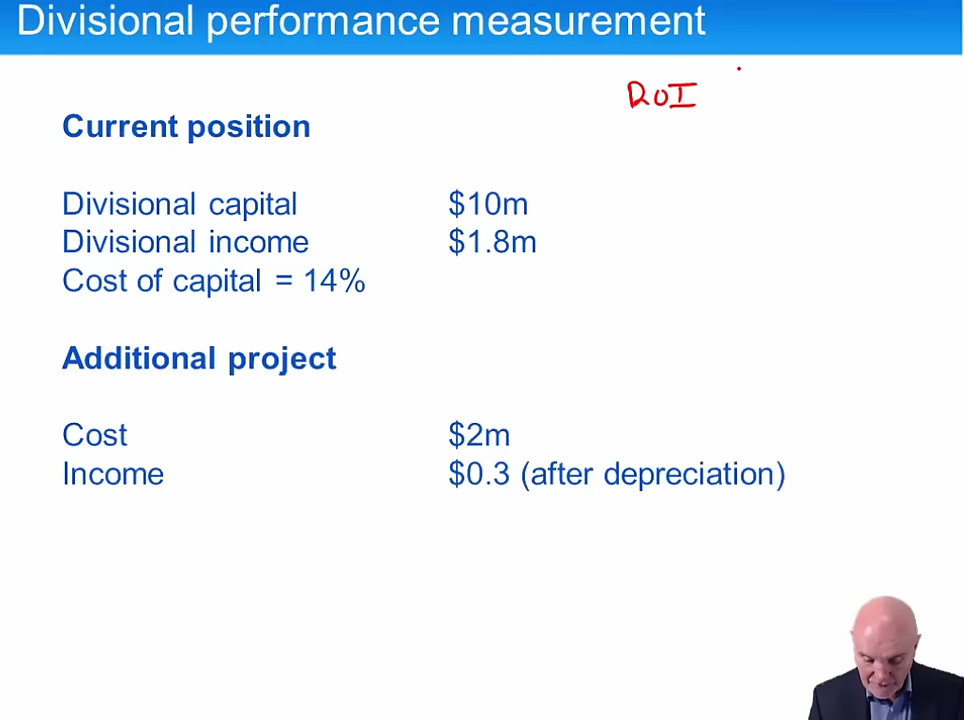 Divisional performance measurement
ROI
Current position
Divisional capital $10m
Divisional income $1.8m
Cost of capital = 14%
Additional project
Cost $2m
Income $0.3 (after depreciation)